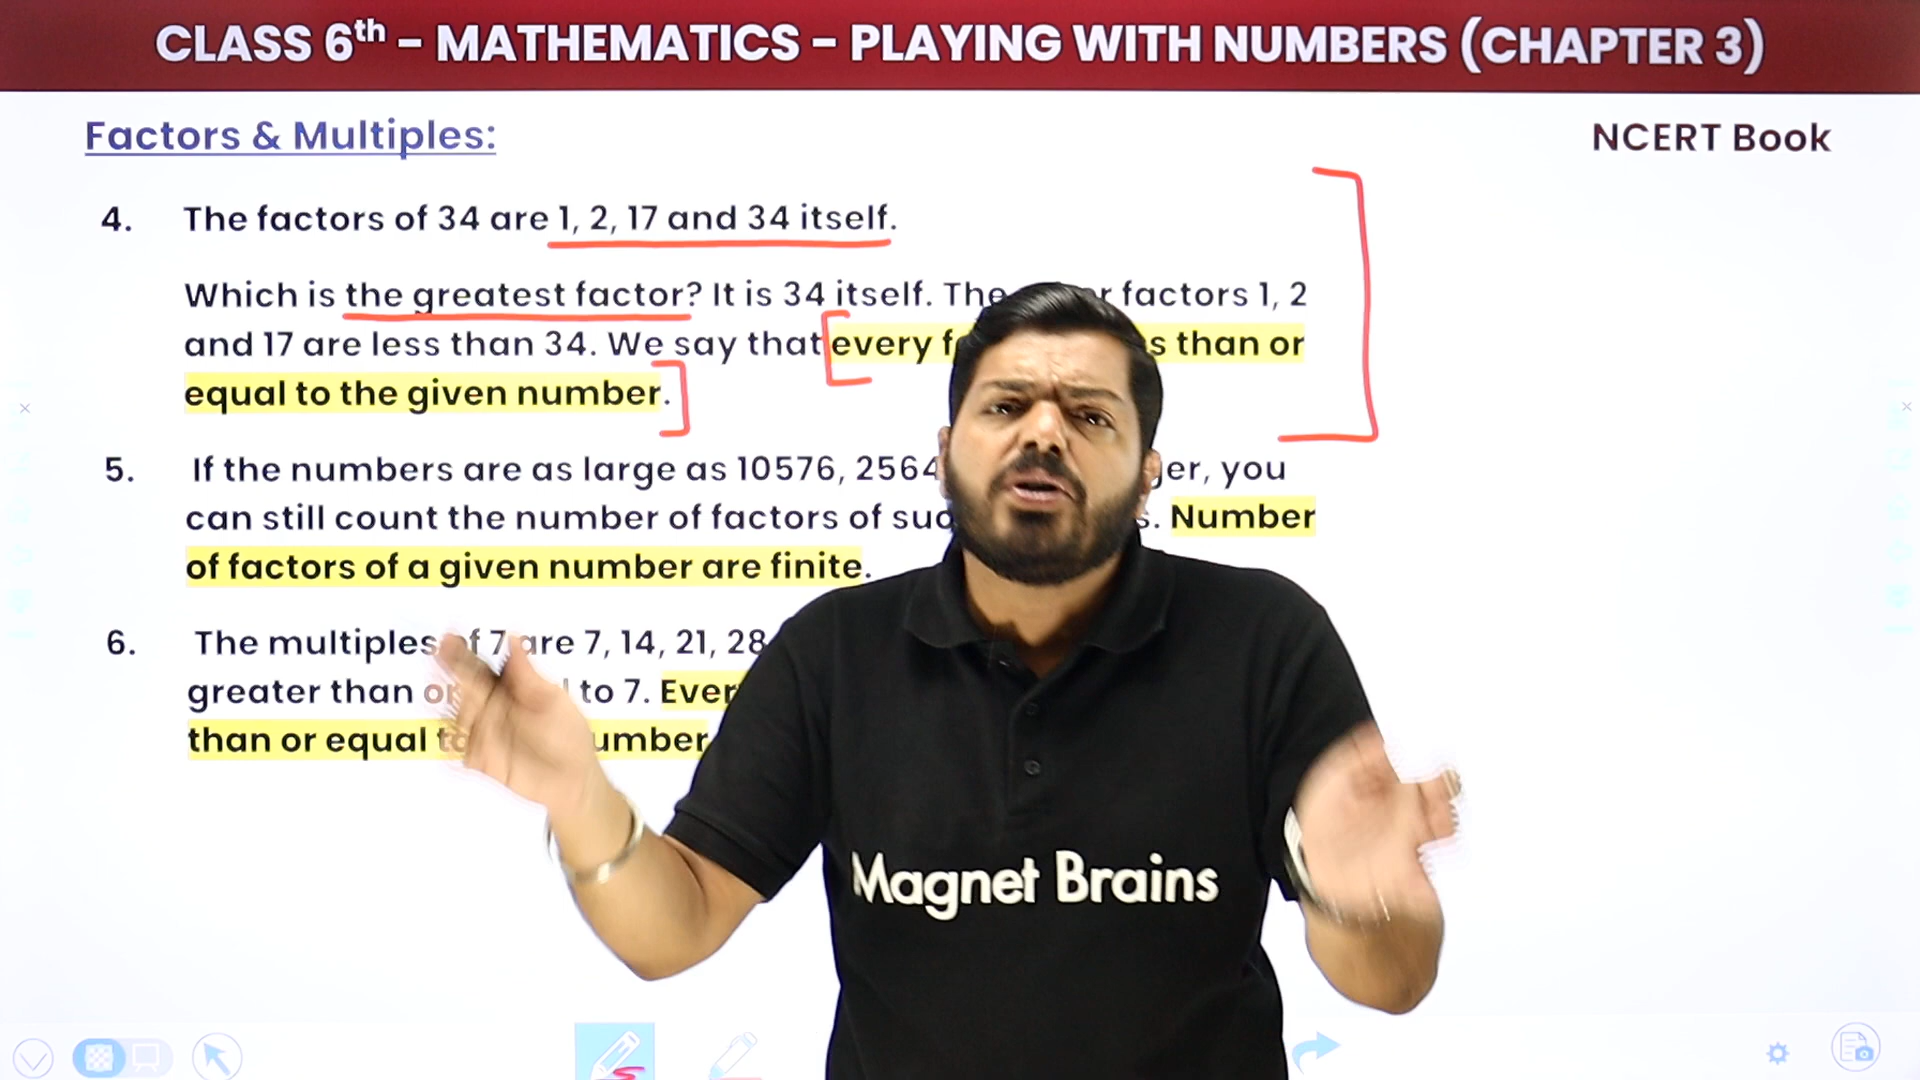 CLASS 6th - MATHEMATICS - PLAYING WITH NUMBERS (CHAPTER 3)
Factors & Multiples:
NCERT Book
4. The factors of 34 are 1, 2, 17 and 34 itself.
Which is the greatest factor? It is 34 itself. The factors 1, 2
and 17 are less than 34. We say that every than or
equal to the given number.
5. If the numbers are as large as 10576, 2564 you
can still count the number of factors of Number
of factors of a given number are finite.
6. The multiples of 7 are 7, 14, 21, 28
greater than or to 7.
than or equal number
Magnet Brains